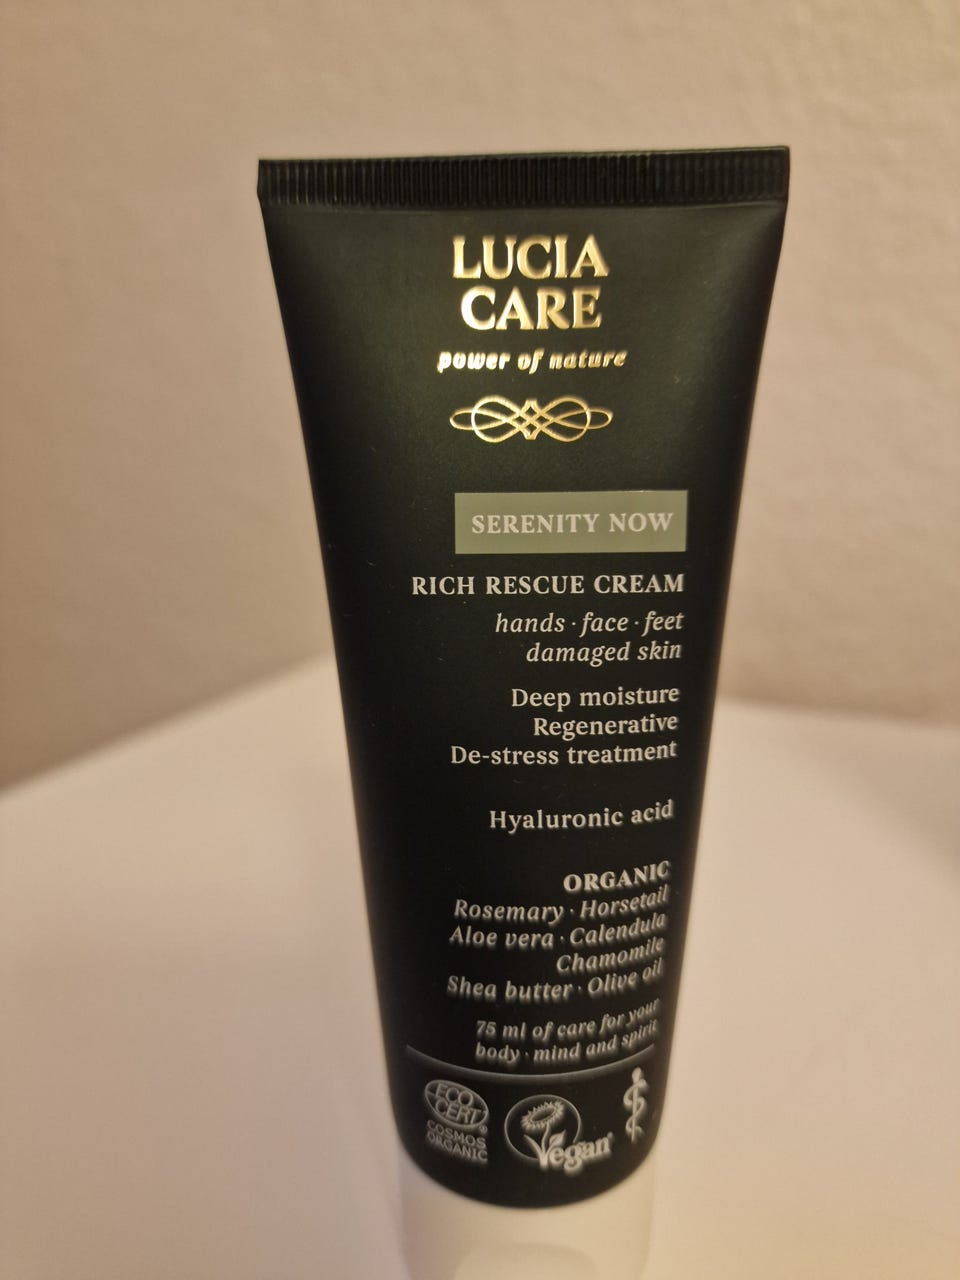 LUCIA
CARE
power of nature
SERENITY NOW
RICH RESCUE CREAM
hands · face · feet
damaged skin
Deep moisture
Regenerative
De-stress treatment
Hyaluronic acid
ORGANIC
Rosemary · Horsetail
Aloe vera · Calendula
Chamomile
Shea butter · Olive oil
75 ml of care for your
body · mind and spirit
ECO
CERT®
COSMOS
ORGANIC
Vegan